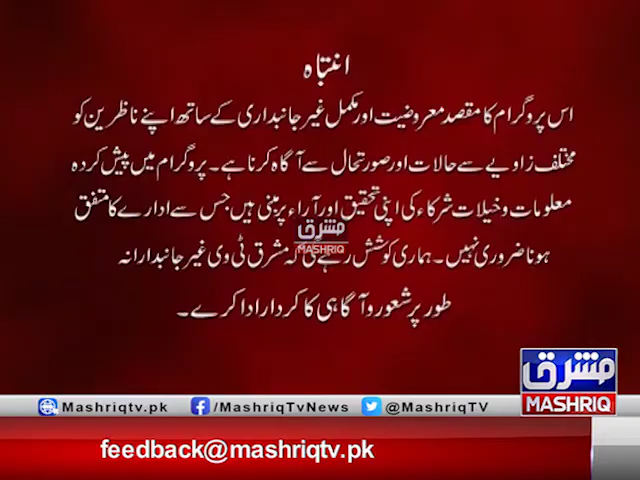 انتباہ
اس پروگرام کا مقصد معروضیت اور مکمل غیر جانبداری کے ساتھ اپنے ناظرین کو
مختلف زاویے سے حالات اور صورتحال سے آگاہ کرنا ہے۔ پروگرام میں پیش کردہ
معلومات و خیلات شرکاء کی اپنی تحقیق اور آراء پر مبنی ہیں جس سے ادارے کا متفق
مشرق
MASHRIQ
ہونا ضروری نہیں۔ ہماری کوشش رہے گی کہ مشرق ٹی وی غیر جانبدارانہ
طور پر شعور و آگاہی کا کردار ادا کرے۔
مشرق
MASHRIQ
Mashriqtv.pk /MashriqTvNews @MashriqTV
feedback@mashriqtv.pk